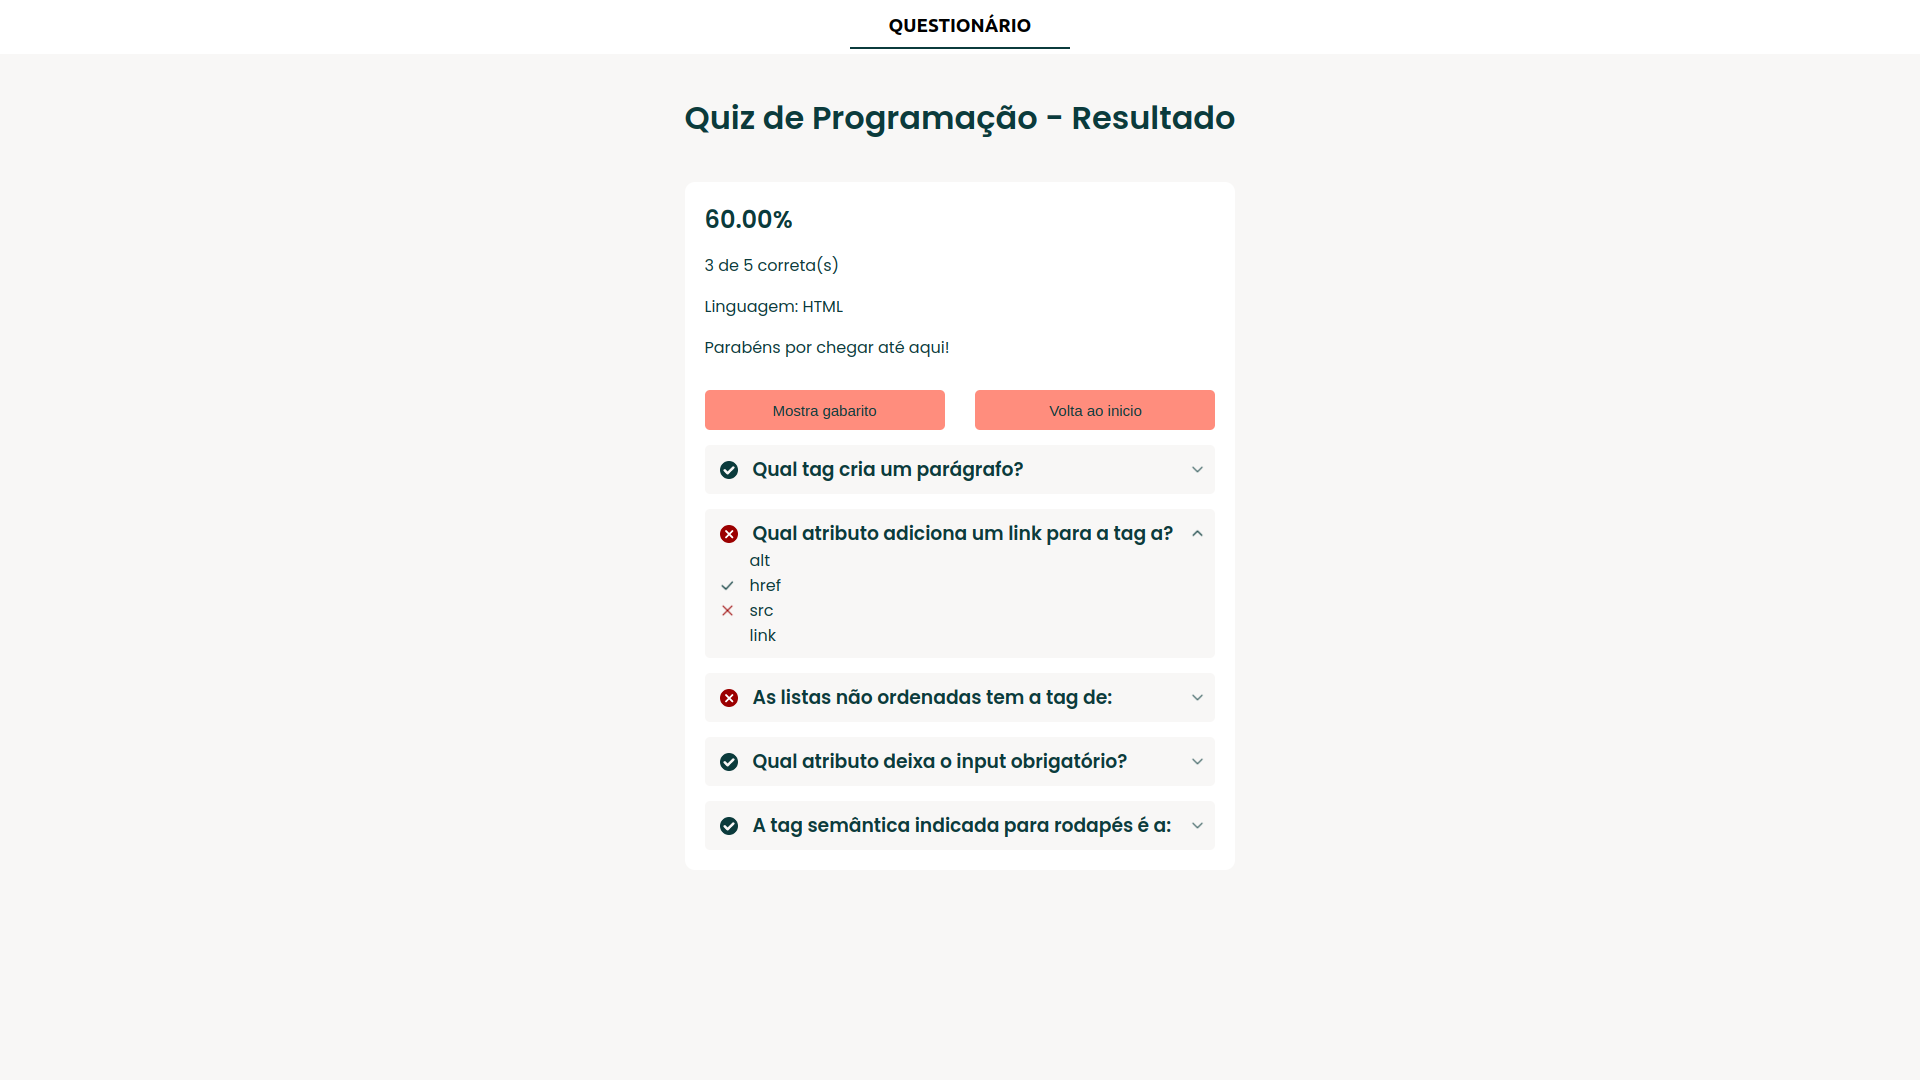 QUESTIONÁRIO
Quiz de Programação - Resultado
60.00%
3 de 5 correta(s)
Linguagem: HTML
Parabéns por chegar até aqui!
Mostra gabarito
Volta ao inicio
Qual tag cria um parágrafo?
Qual atributo adiciona um link para a tag a?
alt
href
src
link
As listas não ordenadas tem a tag de:
Qual atributo deixa o input obrigatório?
A tag semântica indicada para rodapés é a: